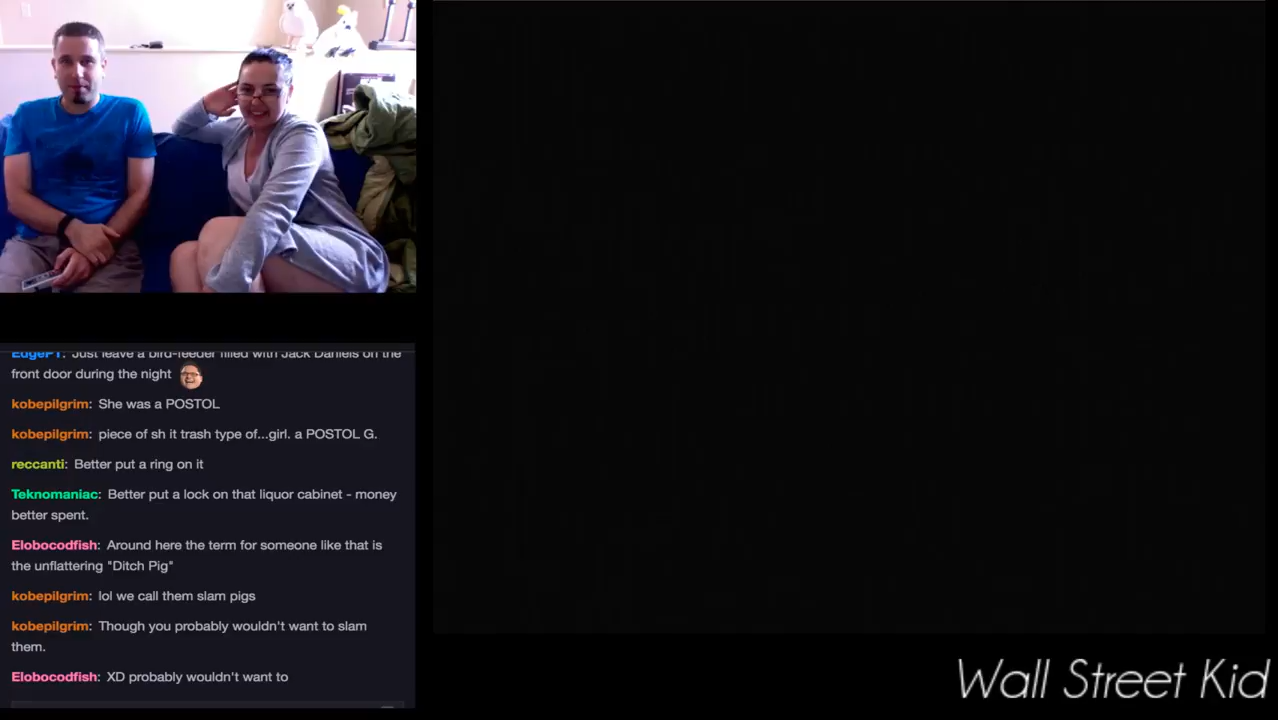 EdgeP1: Just leave a bird-feeder filled with Jack Daniels on the
front door during the night
kobepilgrim: She was a POSTOL
kobepilgrim: piece of sh it trash type of...girl. a POSTOL G.
reccanti: Better put a ring on it
Teknomaniac: Better put a lock on that liquor cabinet - money
better spent.
Elobocodfish: Around here the term for someone like that is
the unflattering "Ditch Pig"
kobepilgrim: lol we call them slam pigs
kobepilgrim: Though you probably wouldn't want to slam
them.
Elobocodfish: XD probably wouldn't want to
Wall Street Kid